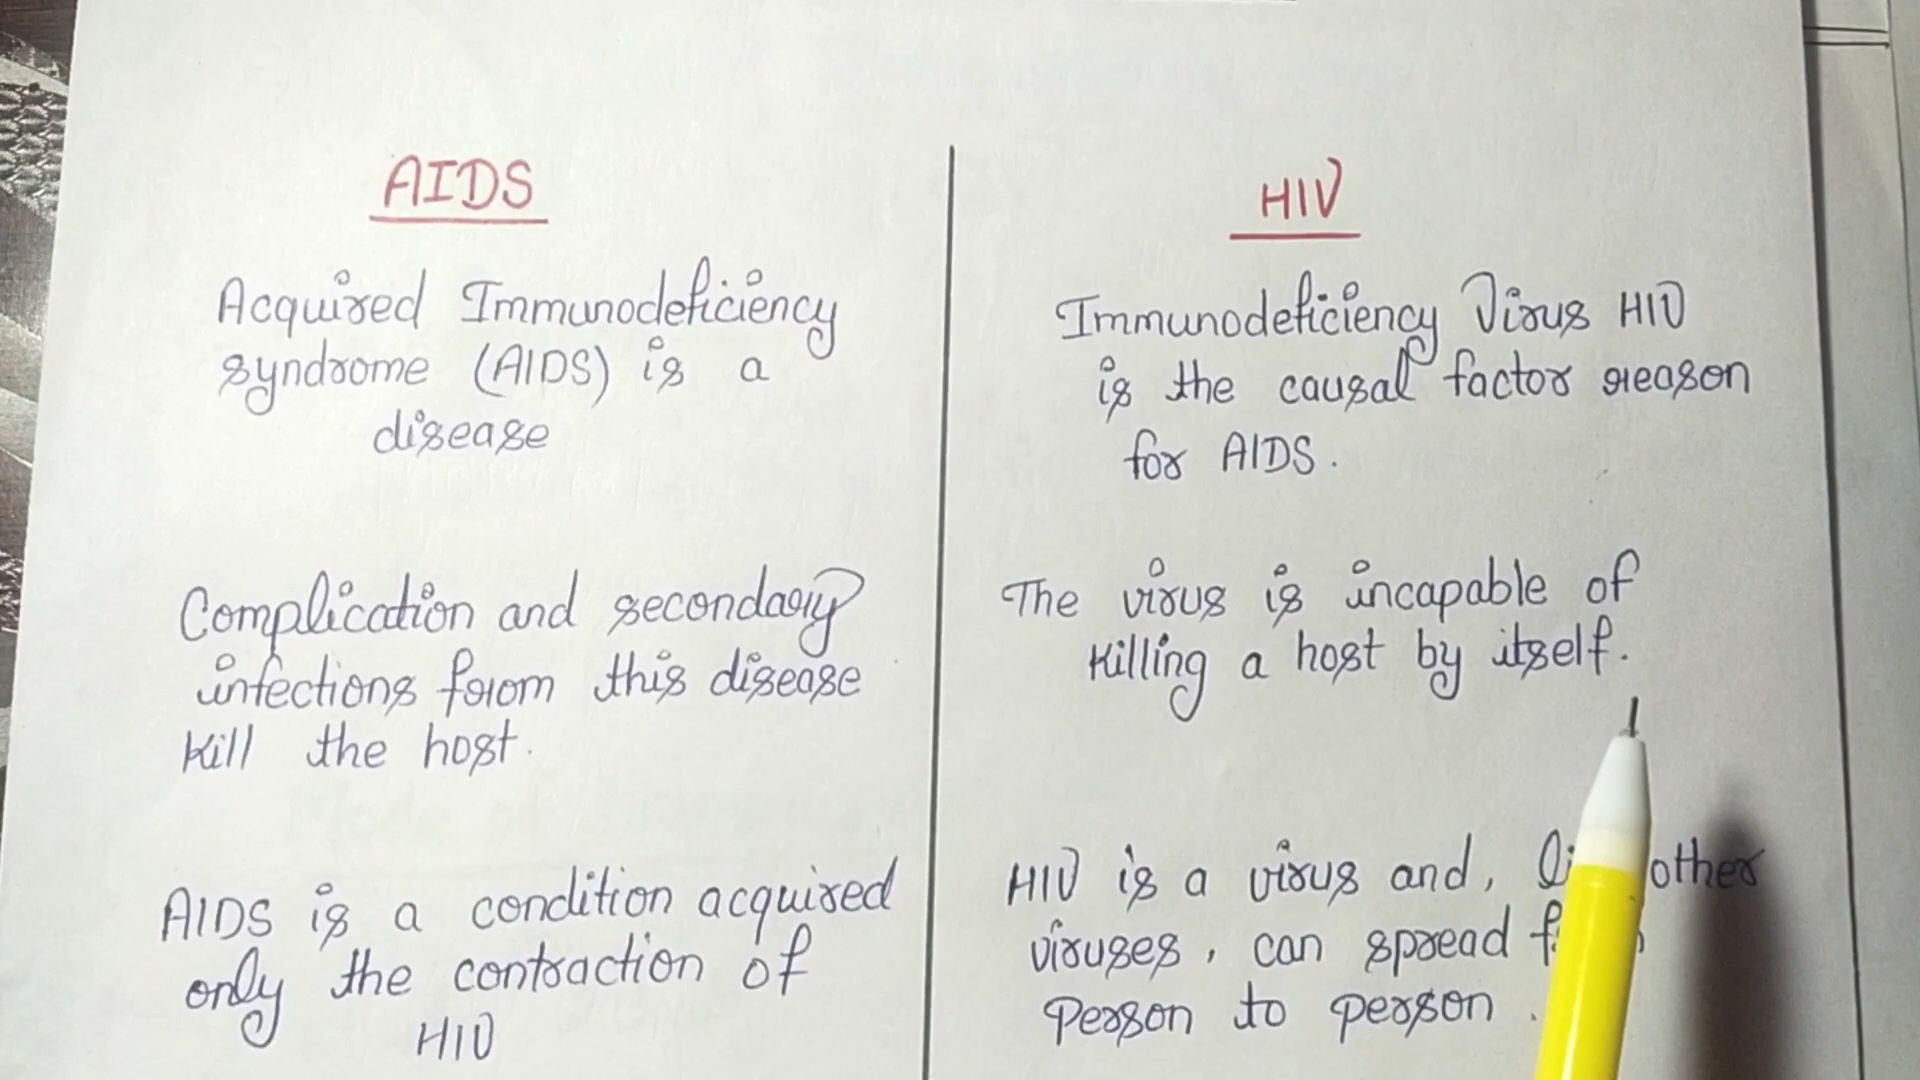 AIDS
Acquired Immunodeficiency
syndrome (AIDS) is a
disease
Complication and secondary
infections form this disease
kill the host.
AIDS is a condition acquired
only the contraction of
HIV
HIV
Immunodeficiency Virus HIV
is the causal factor reason
for AIDS.
The virus is incapable of
killing a host by itself.
HIV is a virus and, other
viruses, can spread
Person to person.